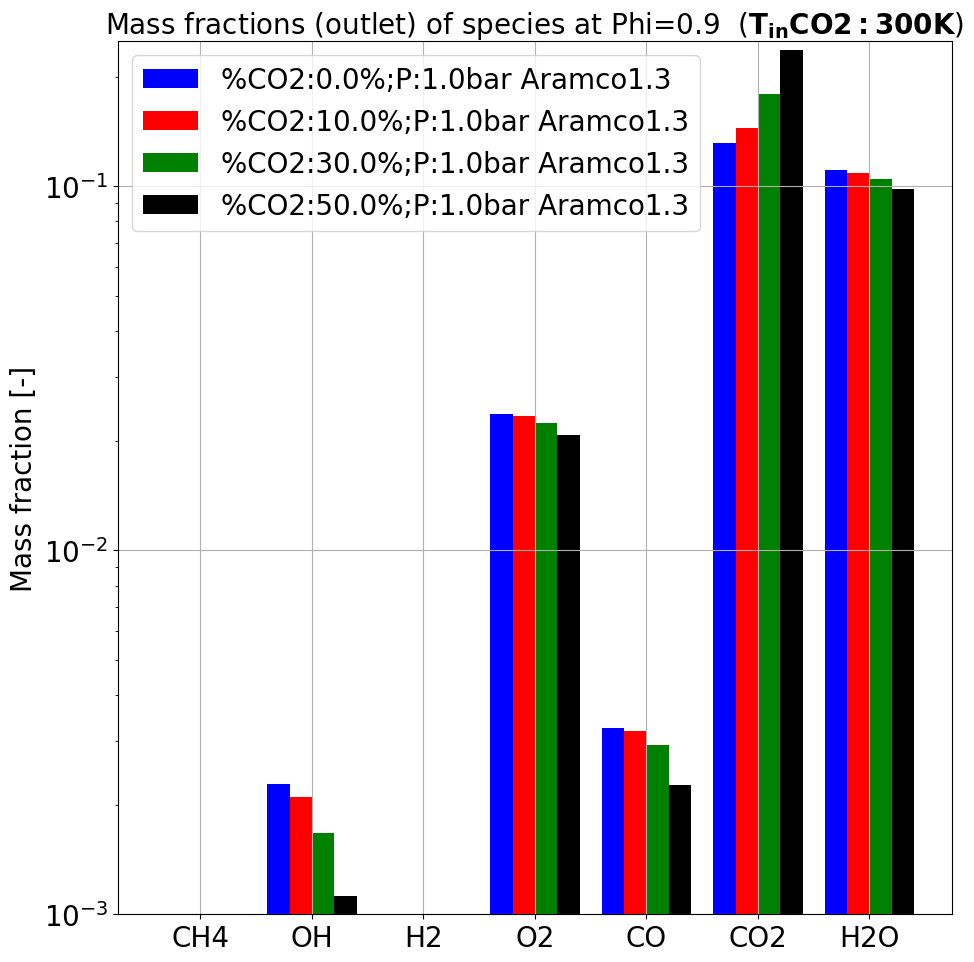 Mass fractions (outlet) of species at Phi=0.9 (T_inCO2 : 300K)
%CO2:0.0%;P:1.0bar Aramco1.3
%CO2:10.0%;P:1.0bar Aramco1.3
%CO2:30.0%;P:1.0bar Aramco1.3
%CO2:50.0%;P:1.0bar Aramco1.3
Mass fraction [-]
10⁻¹
10⁻²
10⁻³
CH4 OH H2 O2 CO CO2 H2O